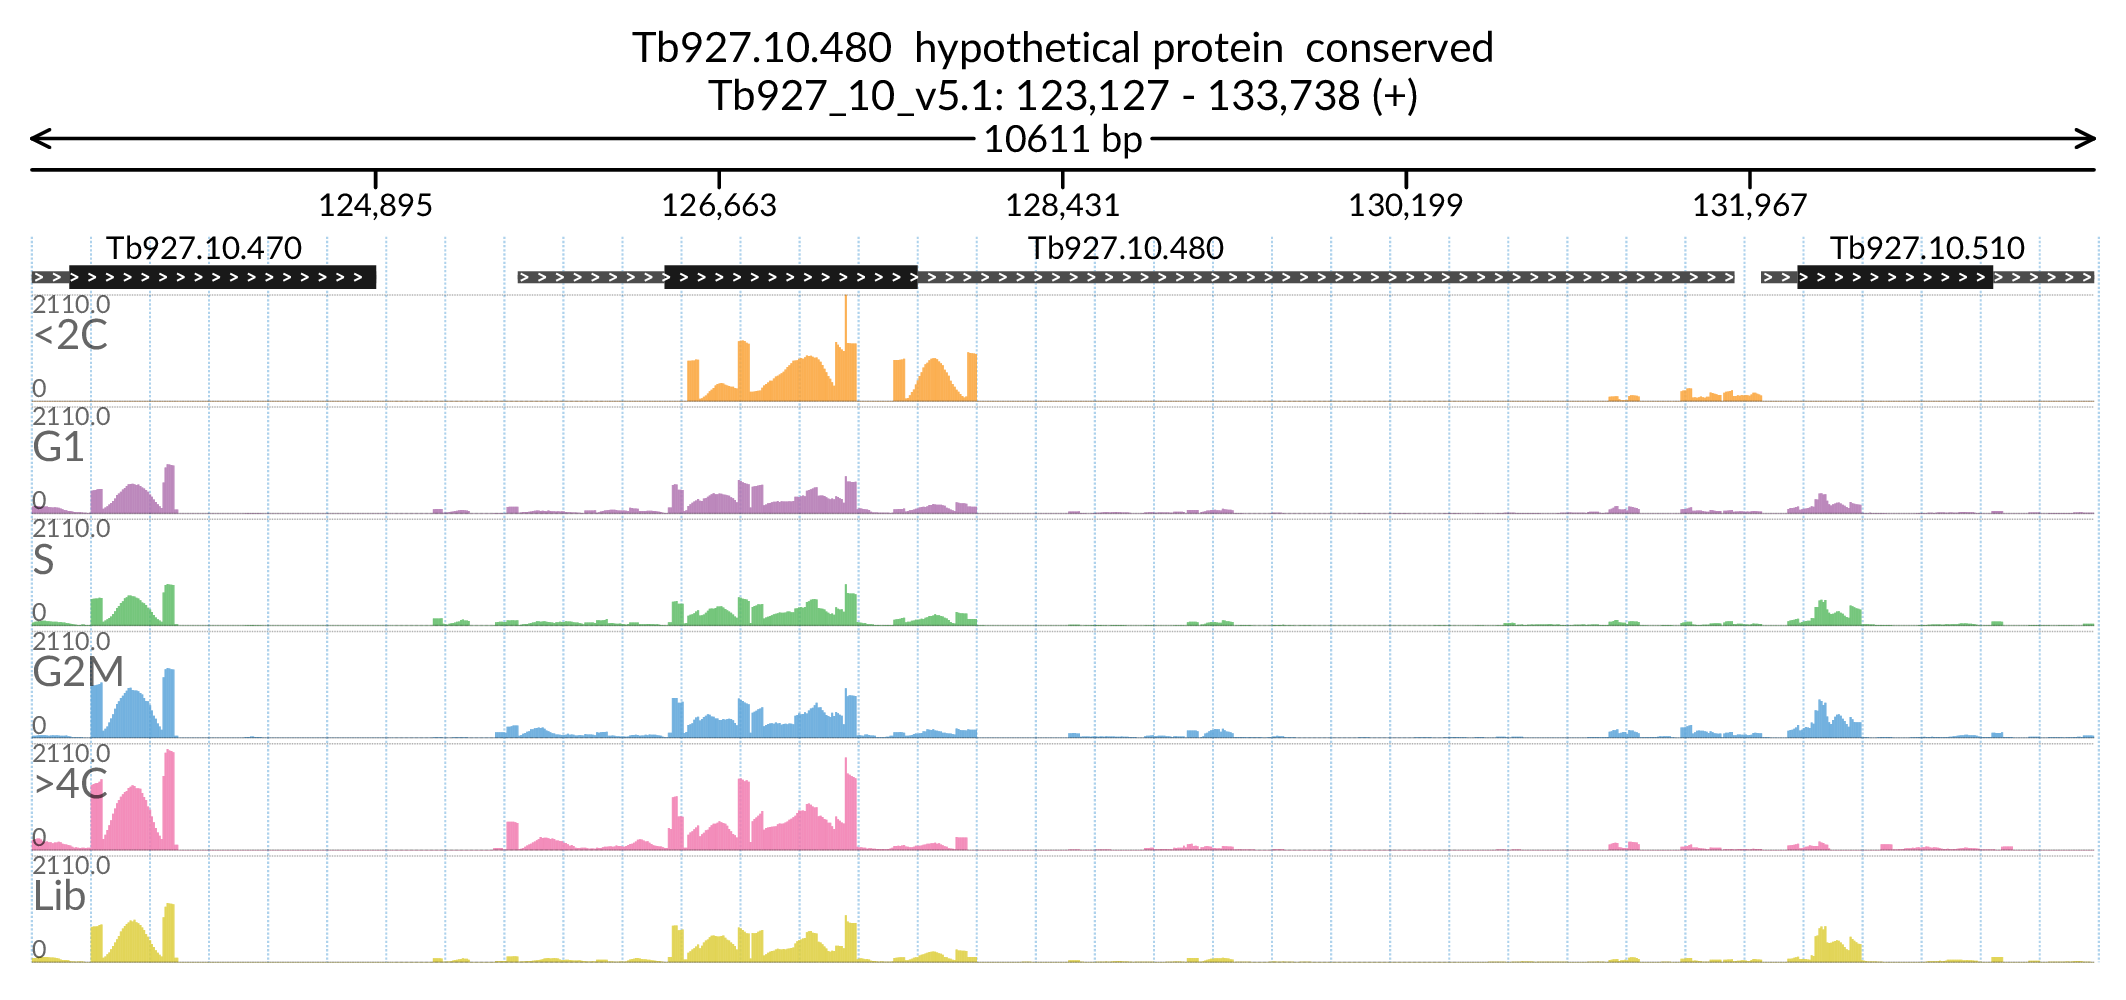 Tb927.10.480  hypothetical protein  conserved
Tb927_10_v5.1: 123,127 - 133,738 (+)
10611 bp
124,895 126,663 128,431 130,199 131,967
Tb927.10.470 Tb927.10.480 Tb927.10.510
2110.0
<2C
0
2110.0
G1
0
2110.0
S
0
2110.0
G2M
0
2110.0
>4C
0
2110.0
Lib
0